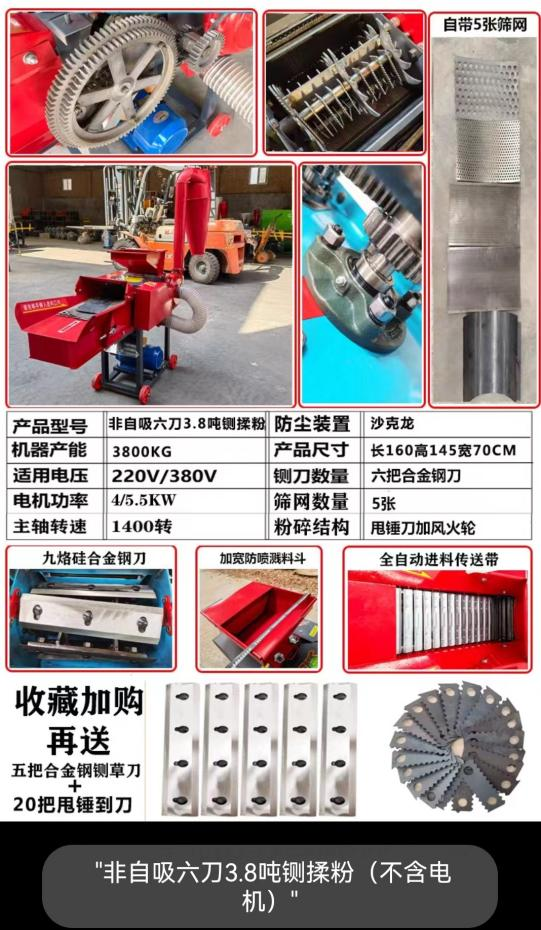 自带5张筛网
产品型号 非自吸六刀3.8吨铡揉粉 防尘装置 沙克龙
机器产能 3800KG 产品尺寸 长160高145宽70CM
适用电压 220V/380V 铡刀数量 六把合金钢刀
电机功率 4/5.5KW 筛网数量 5张
主轴转速 1400转 粉碎结构 甩锤刀加风火轮
九烙硅合金钢刀 加宽防喷溅料斗 全自动进料传送带
收藏加购
再送
五把合金钢铡草刀
+
20把甩锤到刀
"非自吸六刀3.8吨铡揉粉（不含电
机）"